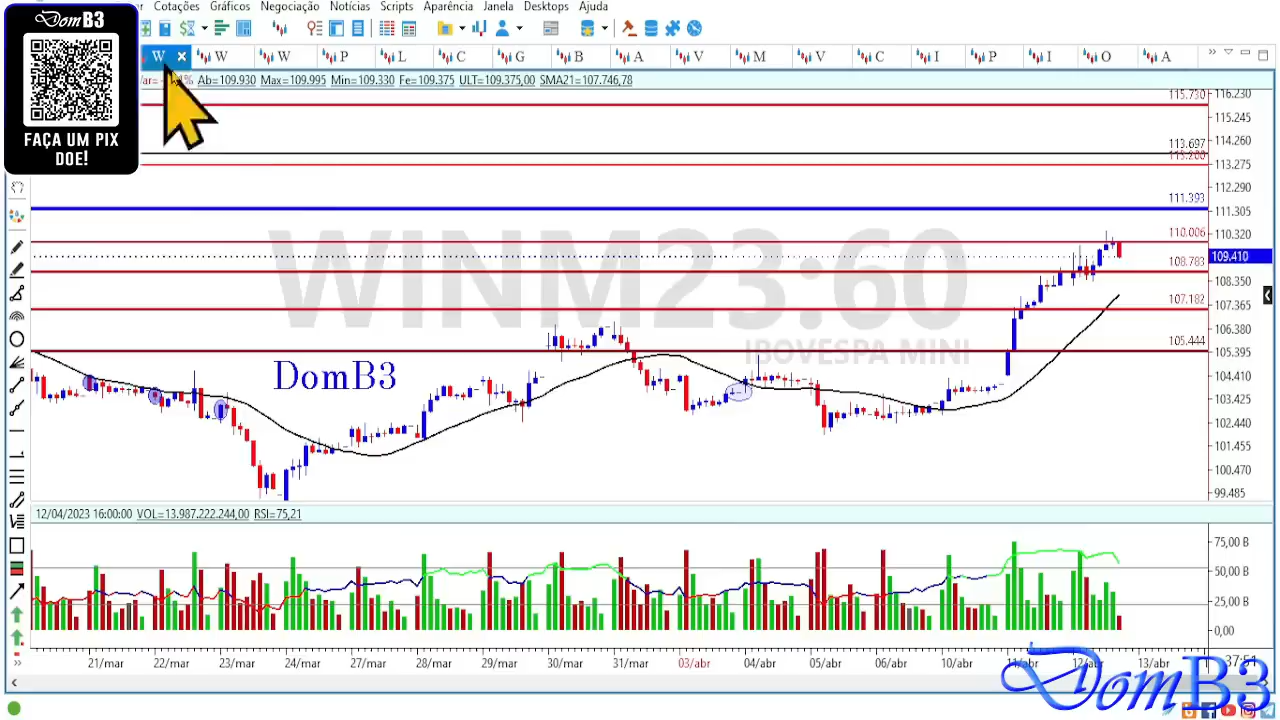 Cotações Gráficos Negociação Notícias Scripts Aparência Janela Desktops Ajuda
DomB3
FAÇA UM PIX
DOE!
W W W P L C G B A V M V I P I O A
Ab=109.930 Max=109.995 Min=109.330 Fe=109.375 ULT=109.375,00 SMA21=107.746,78
115.730
116.230
115.245
113.697
114.260
113.200
113.275
112.290
111.393
111.305
110.006
110.320
109.410
108.783
108.350
107.182
107.365
106.380
105.444
105.395
104.410
103.425
102.440
101.455
100.470
99.485
WINM23:60
IBOVESPA MINI
DomB3
12/04/2023 16:00:00 VOL=13.987.222.244,00 RSI=75,21
75,00 B
50,00 B
25,00 B
0,00
21/mar 22/mar 23/mar 24/mar 27/mar 28/mar 29/mar 30/mar 31/mar 03/abr 04/abr 05/abr 06/abr 10/abr 11/abr 12/abr 13/abr
37:51
DomB3